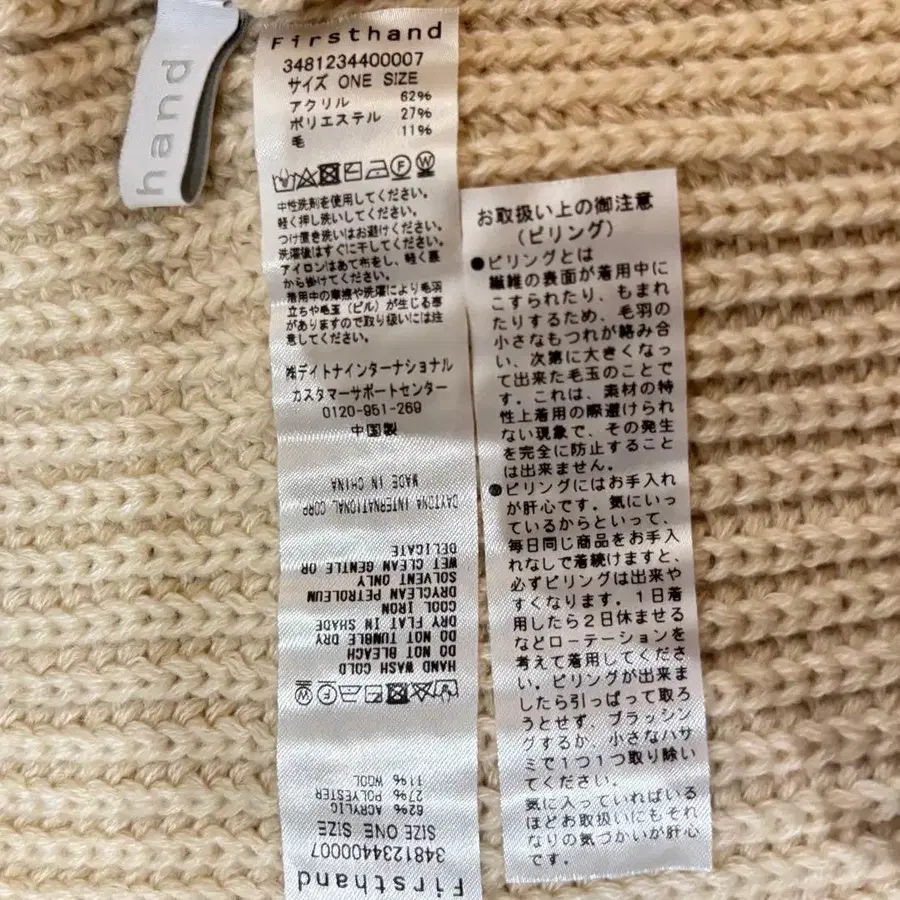 hand
Firsthand
3481234400007
サイズ ONE SIZE
アクリル 62%
ポリエステル 27%
毛 11%
中性洗剤を使用してください。
軽く押し洗いしてください。
つけ置き洗いはお避けください。
洗濯後はすぐに干してください。
アイロンはあて布をし、軽く裏
から掛けてください。
着用中の摩擦や洗濯により毛羽
立ちや毛玉（ピル）が生じる事
がありますので取り扱いには注
意してください。
㈱デイトナインターナショナル
カスタマーサポートセンター
0120-951-269
中国製
Firsthand
3481234400007
SIZE ONE SIZE
62% ACRYLIC
27% POLYESTER
11% WOOL
HAND WASH COLD
DO NOT BLEACH
DO NOT TUMBLE DRY
DRY FLAT IN SHADE
COOL IRON
DRYCLEAN PETROLEUM
SOLVENT ONLY
WET CLEAN GENTLE OR
DELICATE
DAYTONA INTERNATIONAL CORP
MADE IN CHINA
お取扱い上の御注意
（ピリング）
●ピリングとは
繊維の表面が着用中に
こすられたり、もまれ
たりするため、毛羽の
小さなもつれが絡み合
い、次第に大きくなっ
て出来た毛玉のことで
す。これは、素材の特
性上着用の際避けられ
ない現象で、その発生
を完全に防止すること
は出来ません。
◎ピリングにはお手入れ
が肝心です。気にいっ
ているからといって、
毎日同じ商品をお手入
れなしで着続けますと、
必ずピリングは出来や
すくなります。1日着
用したら2日休ませる
などローテーションを
考えて着用してくださ
い。ピリングが出来ま
したら引っぱって取ろ
うとせず、ブラッシン
グするか、小さなハサ
ミで1つ1つ取り除い
てください。
気に入っていればいる
ほどお取扱いにもそれ
なりの気づかいが肝心
です。